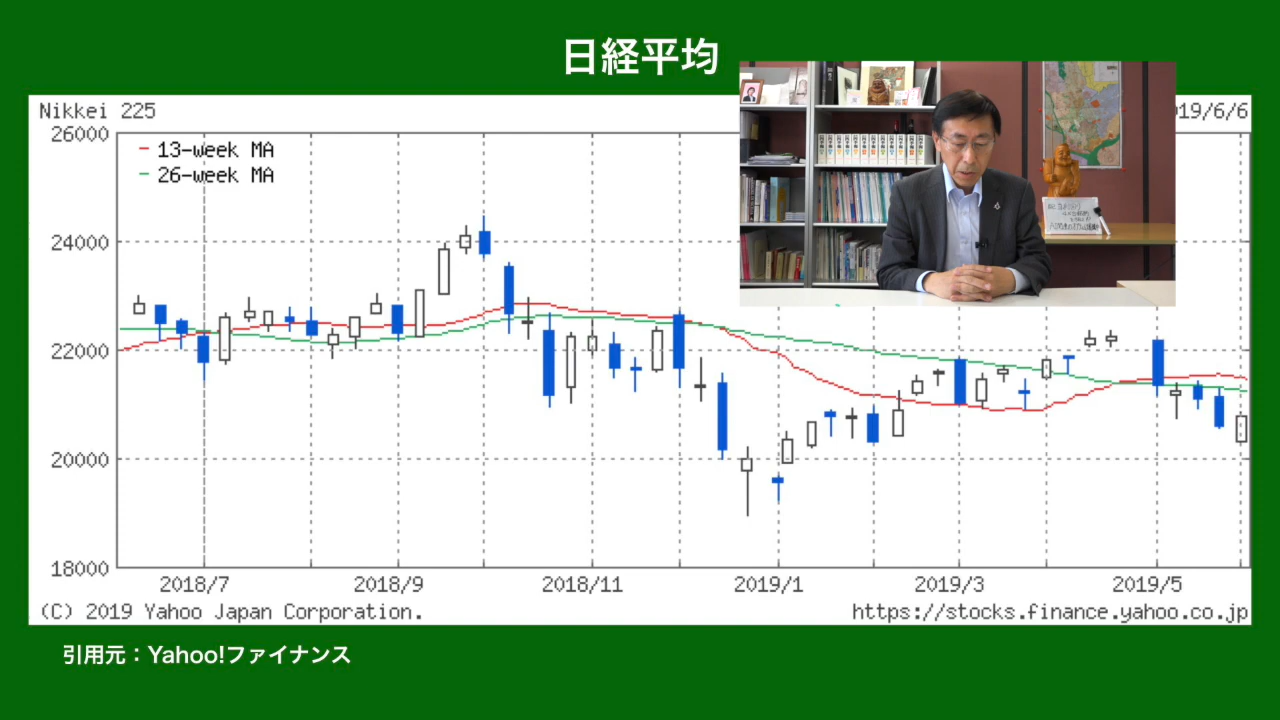 日経平均
Nikkei 225
19/6/6
26000
24000
22000
20000
18000
13-week MA
26-week MA
2018/7
2018/9
2018/11
2019/1
2019/3
2019/5
(C) 2019 Yahoo Japan Corporation.
https://stocks.finance.yahoo.co.jp
引用元：Yahoo!ファイナンス